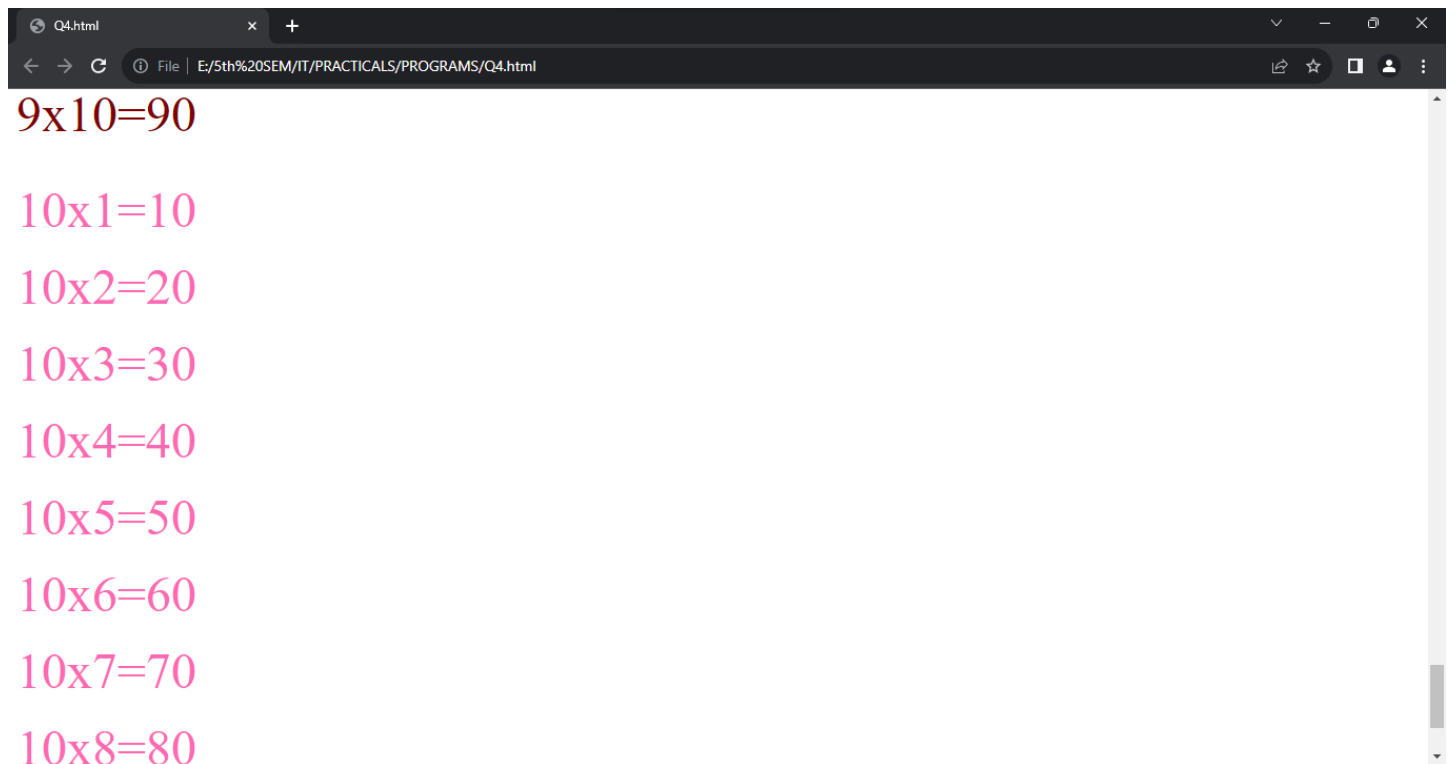 Q4.html
File E:/5th%20SEM/IT/PRACTICALS/PROGRAMS/Q4.html
9x10=90
10x1=10
10x2=20
10x3=30
10x4=40
10x5=50
10x6=60
10x7=70
10x8=80